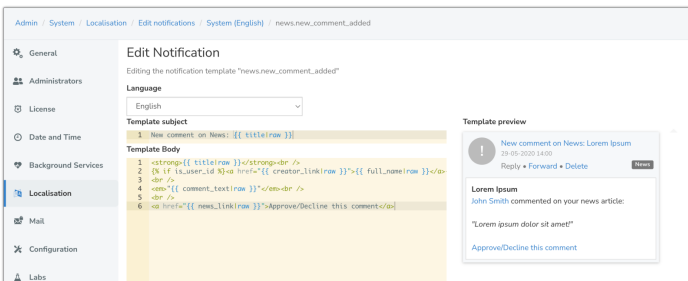 Admin / System / Localisation / Edit notifications / System (English) / news.new_comment_added
General
Administrators
License
Date and Time
Background Services
Localisation
Mail
Configuration
Labs
Edit Notification
Editing the notification template "news.new_comment_added"
Language
English
Template subject
1 New comment on News: {{ title|raw }}
Template Body
1 <strong>{{ title|raw }}</strong><br />
2 {% if is_user_id %}<a href="{{ creator_link|raw }}">{{ full_name|raw }}</a>
3 <br />
4 <em>"{{ comment_text|raw }}"</em><br />
5 <br />
6 <a href="{{ news_link|raw }}">Approve/Decline this comment</a>
Template preview
New comment on News: Lorem Ipsum
29-05-2020 14:00
Reply • Forward • Delete
News
Lorem Ipsum
John Smith commented on your news article:
"Lorem ipsum dolor sit amet!"
Approve/Decline this comment